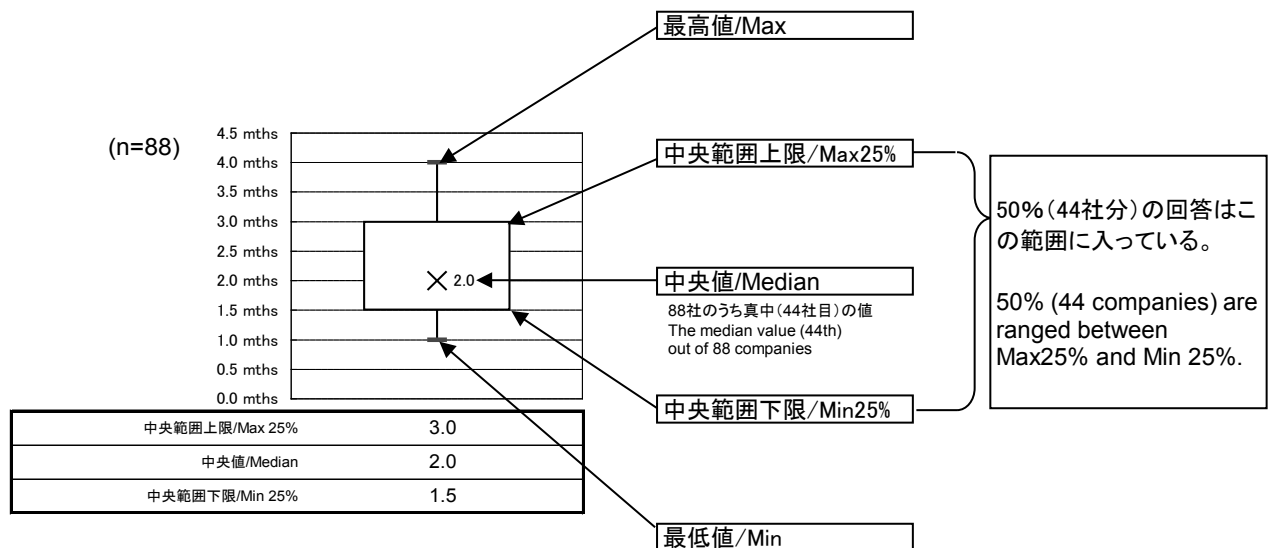 最高値/Max
(n=88)
4.5 mths
4.0 mths
3.5 mths
3.0 mths
2.5 mths
2.0 mths
1.5 mths
1.0 mths
0.5 mths
0.0 mths
2.0
中央範囲上限/Max25%
中央値/Median
88社のうち真中(44社目)の値
The median value (44th)
out of 88 companies
中央範囲下限/Min25%
50%(44社分)の回答はこ
の範囲に入っている。
50% (44 companies) are
ranged between
Max25% and Min 25%.
中央範囲上限/Max 25% 3.0
中央値/Median 2.0
中央範囲下限/Min 25% 1.5
最低値/Min